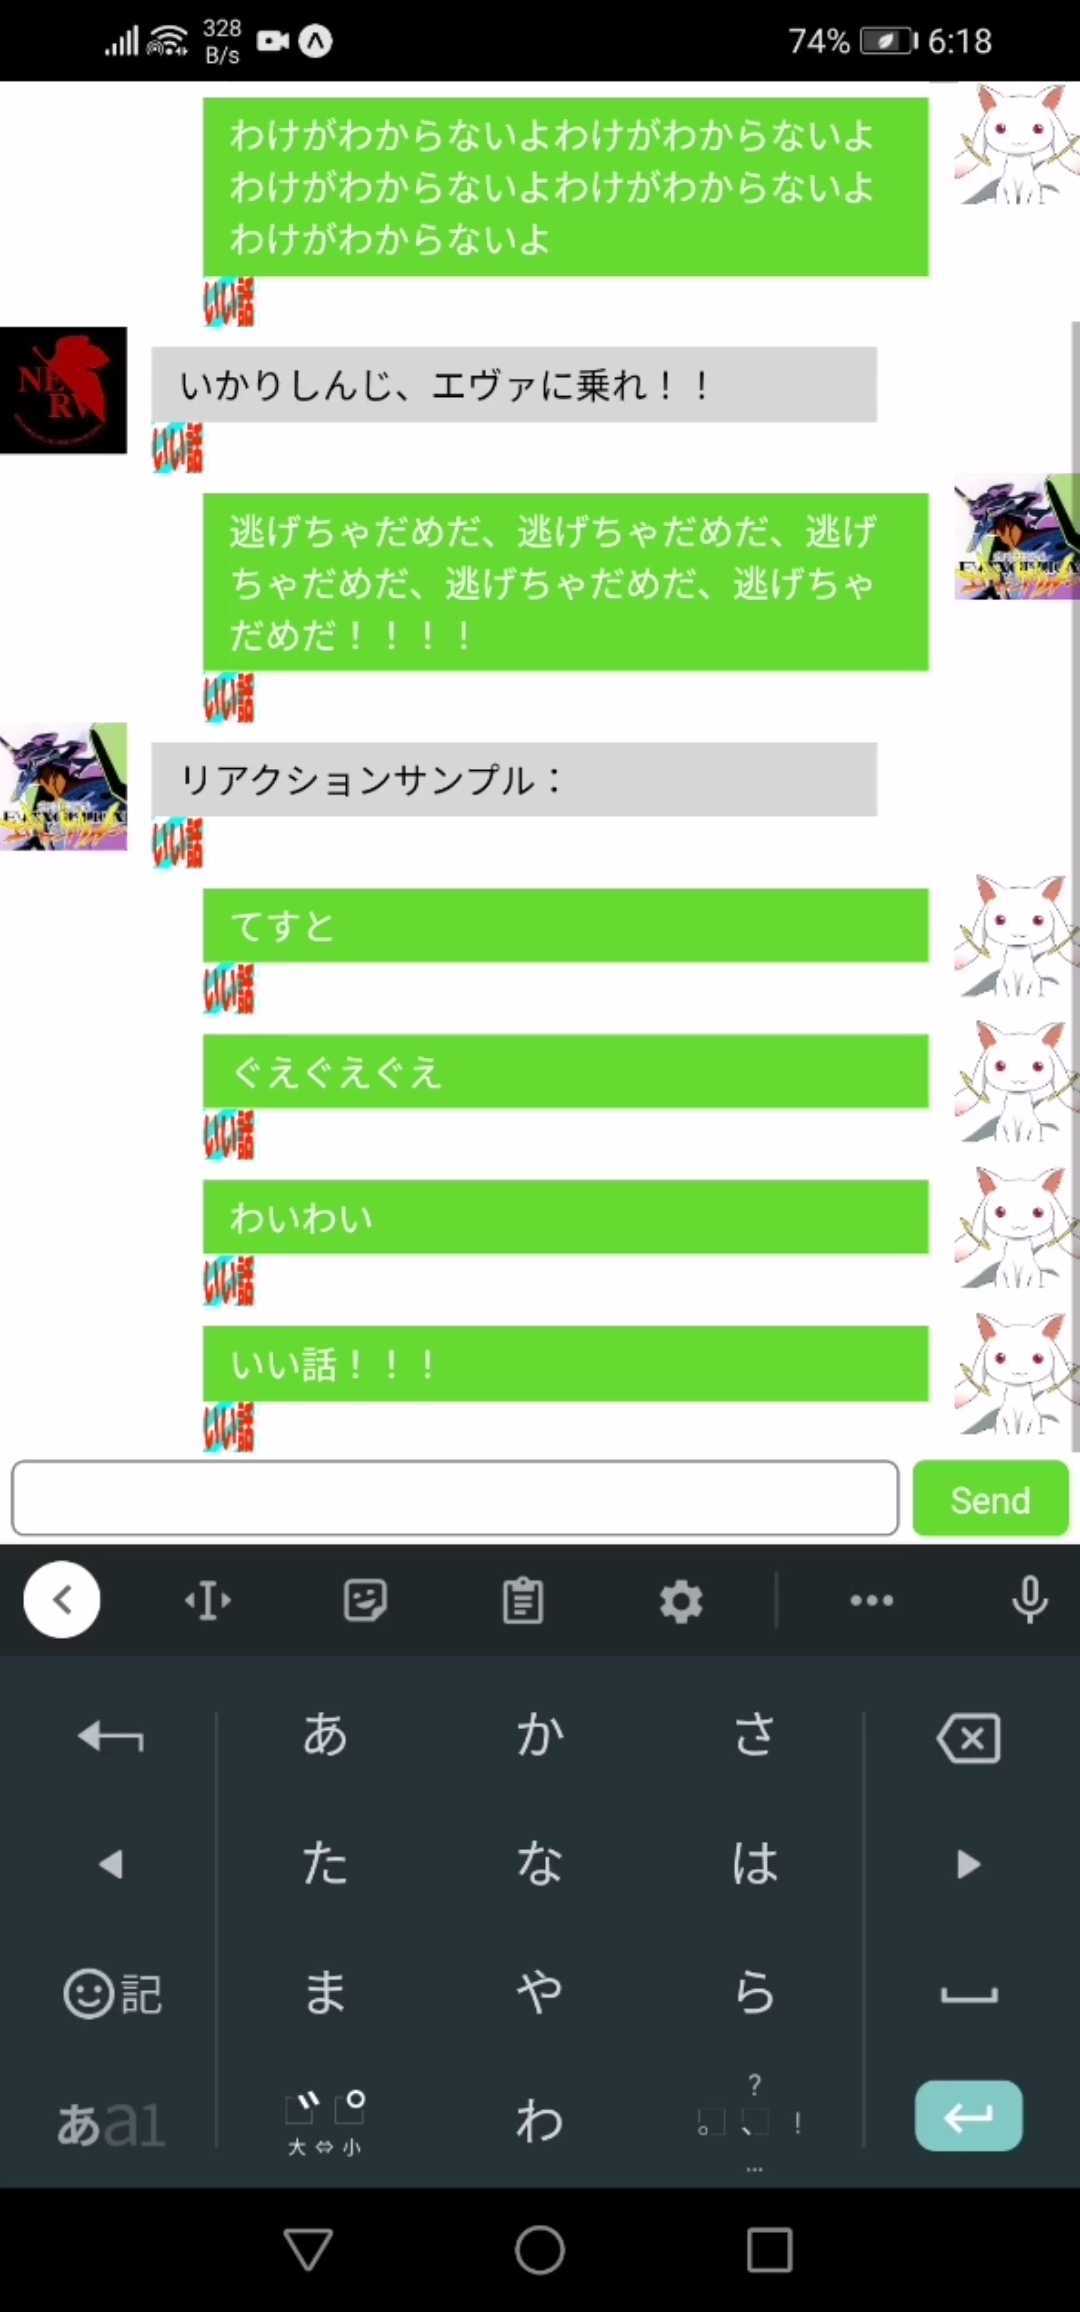 328
B/s
74%
6:18
わけがわからないよわけがわからないよ
わけがわからないよわけがわからないよ
わけがわからないよ
いい話
NERV
いかりしんじ、エヴァに乗れ！！
いい話
逃げちゃだめだ、逃げちゃだめだ、逃げ
ちゃだめだ、逃げちゃだめだ、逃げちゃ
だめだ！！！！
いい話
リアクションサンプル：
いい話
てすと
いい話
ぐえぐえぐえ
いい話
わいわい
いい話
いい話！！！
いい話
Send
あ か さ
た な は
記 ま や ら
あa1 大⇔小 わ 。、?!…